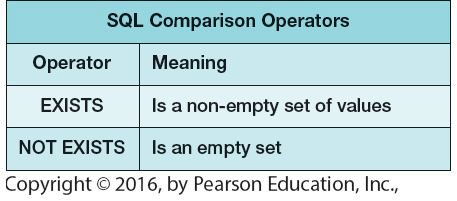 SQL Comparison Operators
Operator Meaning
EXISTS Is a non-empty set of values
NOT EXISTS Is an empty set
Copyright © 2016, by Pearson Education, Inc.,